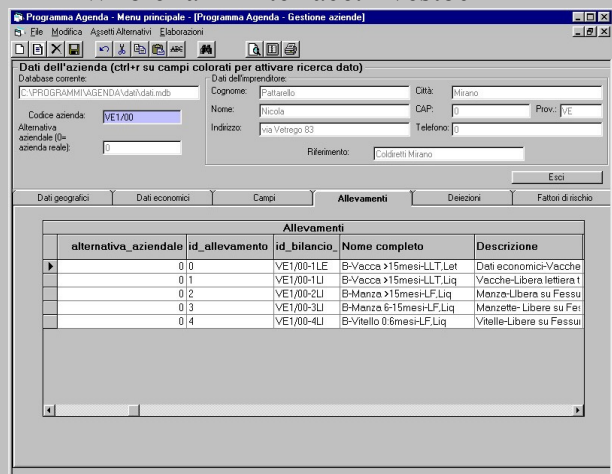 Programma Agenda - Menu principale - [Programma Agenda - Gestione aziende]
File Modifica Assetti Alternativi Elaborazioni
ABC
Dati dell'azienda (ctrl+r su campi colorati per attivare ricerca dato)
Database corrente:
C:\PROGRAMMI\AGENDA\dati\dati.mdb
Codice azienda: VE1/00
Alternativa aziendale (0= azienda reale): 0
Dati dell'imprenditore:
Cognome: Pattarello Città: Mirano
Nome: Nicola CAP: 0 Prov.: VE
Indirizzo: via Vetrego 83 Telefono: 0
Riferimento: Coldiretti Mirano
Esci
Dati geografici Dati economici Campi Allevamenti Deiezioni Fattori di rischio
Allevamenti
alternativa_aziendale id_allevamento id_bilancio_ Nome completo Descrizione
0 0 VE1/00-1LE B-Vacca >15mesi-LLT,Let Dati economici-Vacche
0 1 VE1/00-1LI B-Vacca >15mesi-LLT,Liq Vacche-Libera lettiera t
0 2 VE1/00-2LI B-Manza >15mesi-LF,Liq Manza-LIbera su Fessu
0 3 VE1/00-3LI B-Manza 6-15mesi-LF,Liq Manzette- Libere su Fes
0 4 VE1/00-4LI B-Vitello 0:6mesi-LF,Liq Vitelle-Libere su Fessur